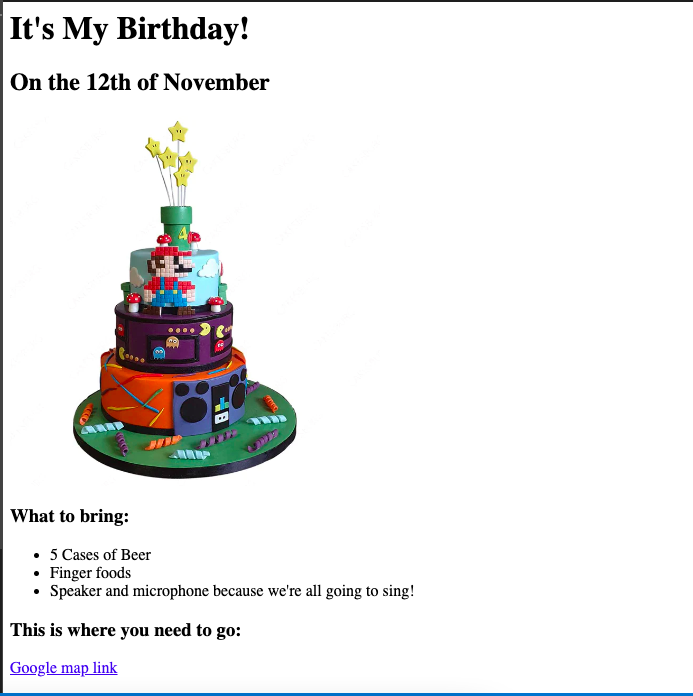 It's My Birthday!
On the 12th of November
4
What to bring:
5 Cases of Beer
Finger foods
Speaker and microphone because we're all going to sing!
This is where you need to go:
Google map link